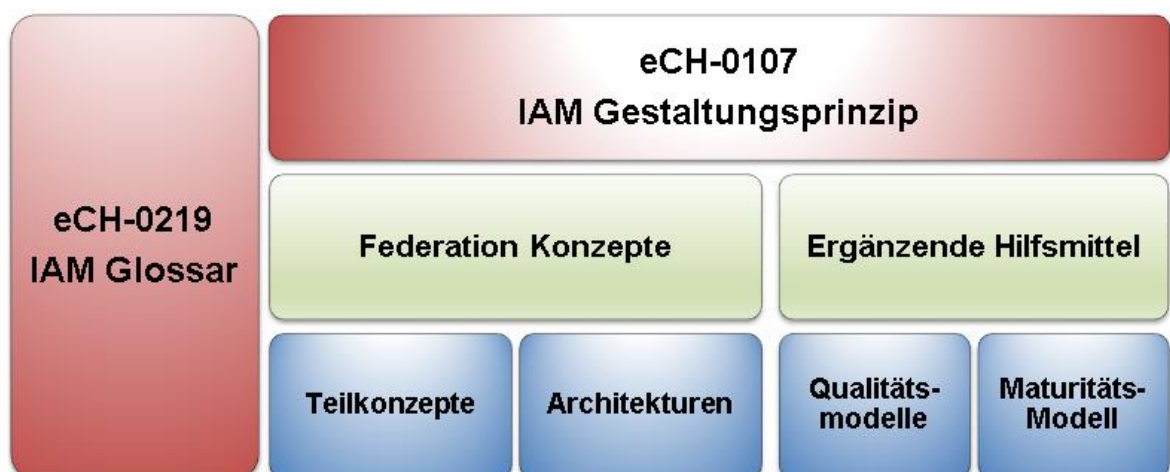 eCH-0219
IAM Glossar
eCH-0107
IAM Gestaltungsprinzip
Federation Konzepte
Ergänzende Hilfsmittel
Teilkonzepte
Architekturen
Qualitäts-
modelle
Maturitäts-
Modell